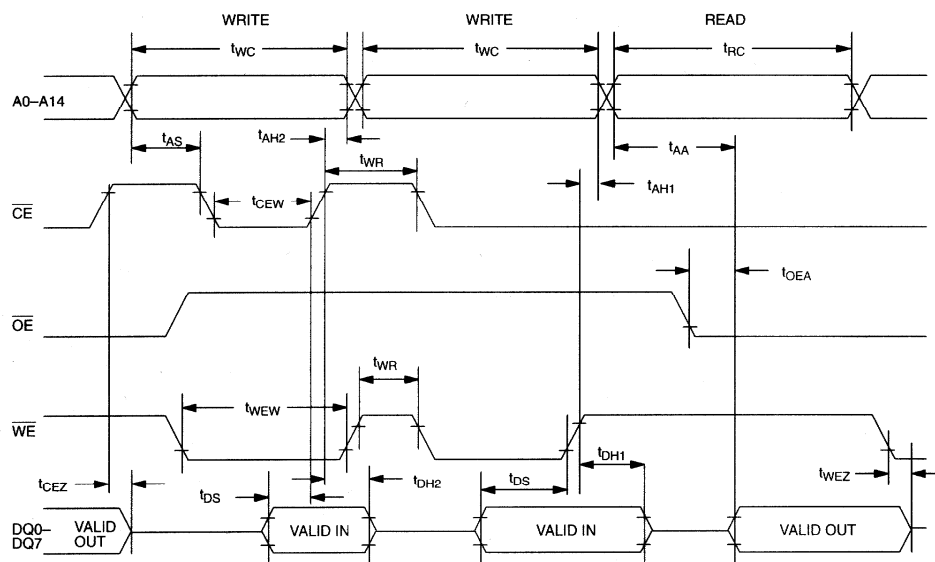 WRITE WRITE READ
tWC tWC tRC
A0–A14
tAS tAH2 tWR tAA
tAH1
CE tCEW
tOEA
OE
tWR
tWEW
WE
tCEZ tDS tDH2 tDS tDH1 tWEZ
DQ0–DQ7 VALID OUT VALID IN VALID IN VALID OUT